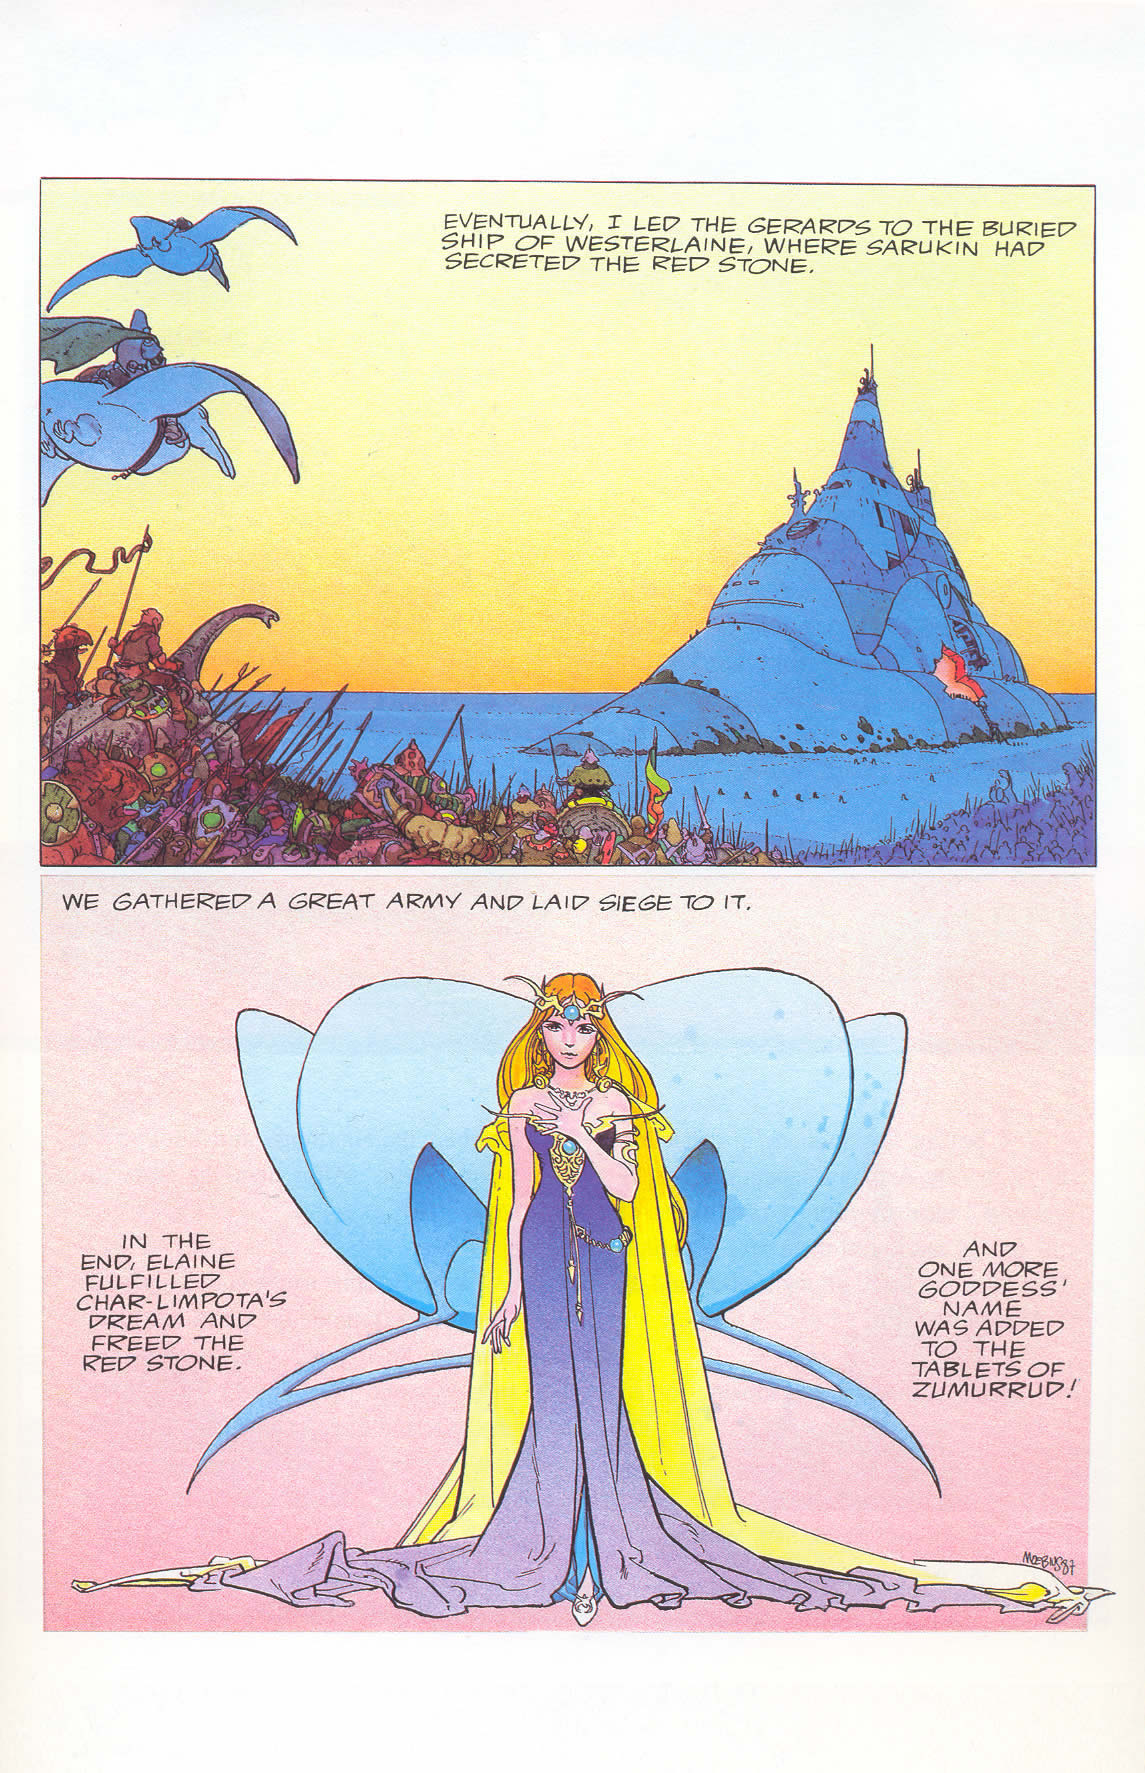 EVENTUALLY, I LED THE GERARDS TO THE BURIED
SHIP OF WESTERLAINE, WHERE SARUKIN HAD
SECRETED THE RED STONE.
WE GATHERED A GREAT ARMY AND LAID SIEGE TO IT.
IN THE
END, ELAINE
FULFILLED
CHAR-LIMPOTA'S
DREAM AND
FREED THE
RED STONE.
AND
ONE MORE
GODDESS'
NAME
WAS ADDED
TO THE
TABLETS OF
ZUMURRUD!
MOEBIUS 87